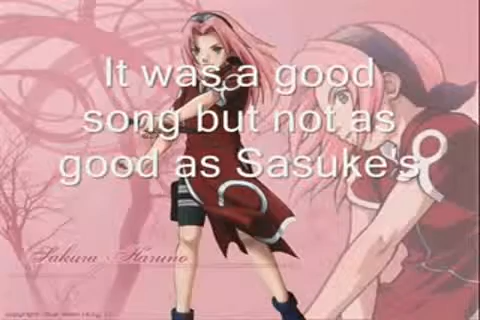 It was a good
song but not as
good as Sasuke's
Sakura Haruno